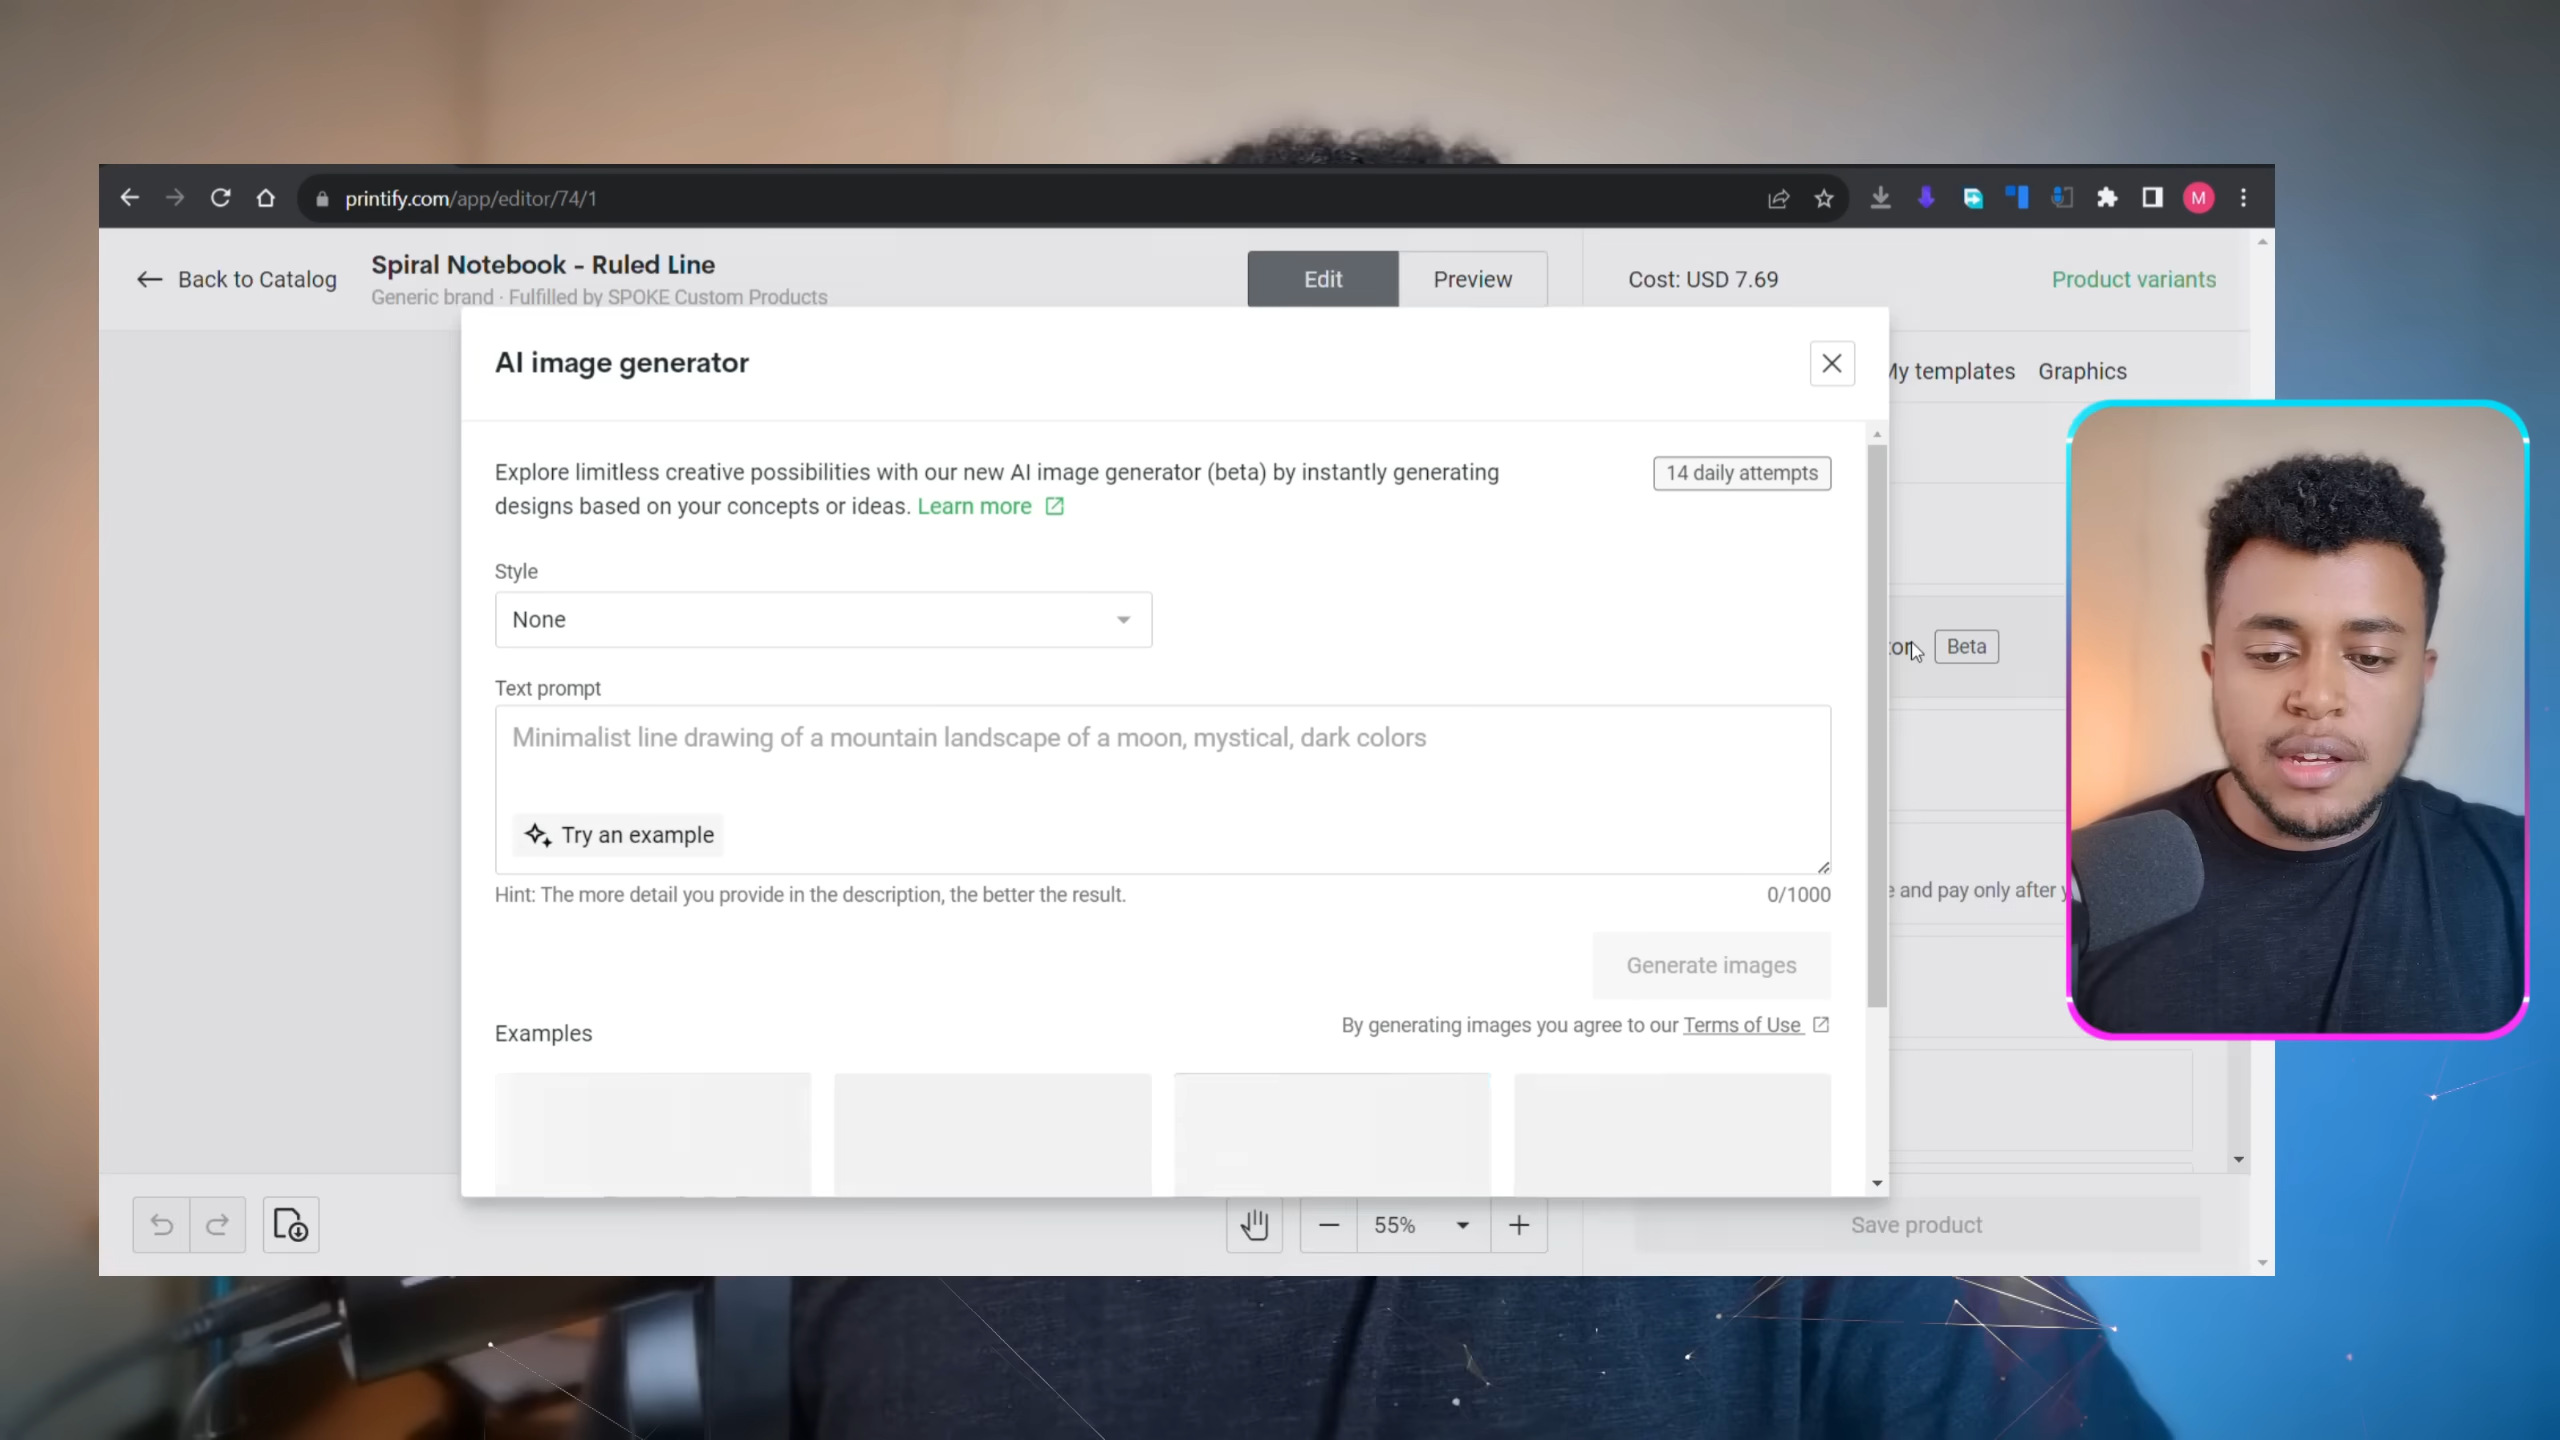 printify.com/app/editor/74/1
M
Back to Catalog
Spiral Notebook - Ruled Line
Generic brand · Fulfilled by SPOKE Custom Products
Edit
Preview
Cost: USD 7.69
Product variants
AI image generator
My templates
Graphics
Explore limitless creative possibilities with our new AI image generator (beta) by instantly generating
designs based on your concepts or ideas. Learn more
14 daily attempts
Style
None
Beta
Text prompt
Minimalist line drawing of a mountain landscape of a moon, mystical, dark colors
Try an example
Hint: The more detail you provide in the description, the better the result.
0/1000
and pay only after
Generate images
By generating images you agree to our Terms of Use
Examples
55%
Save product